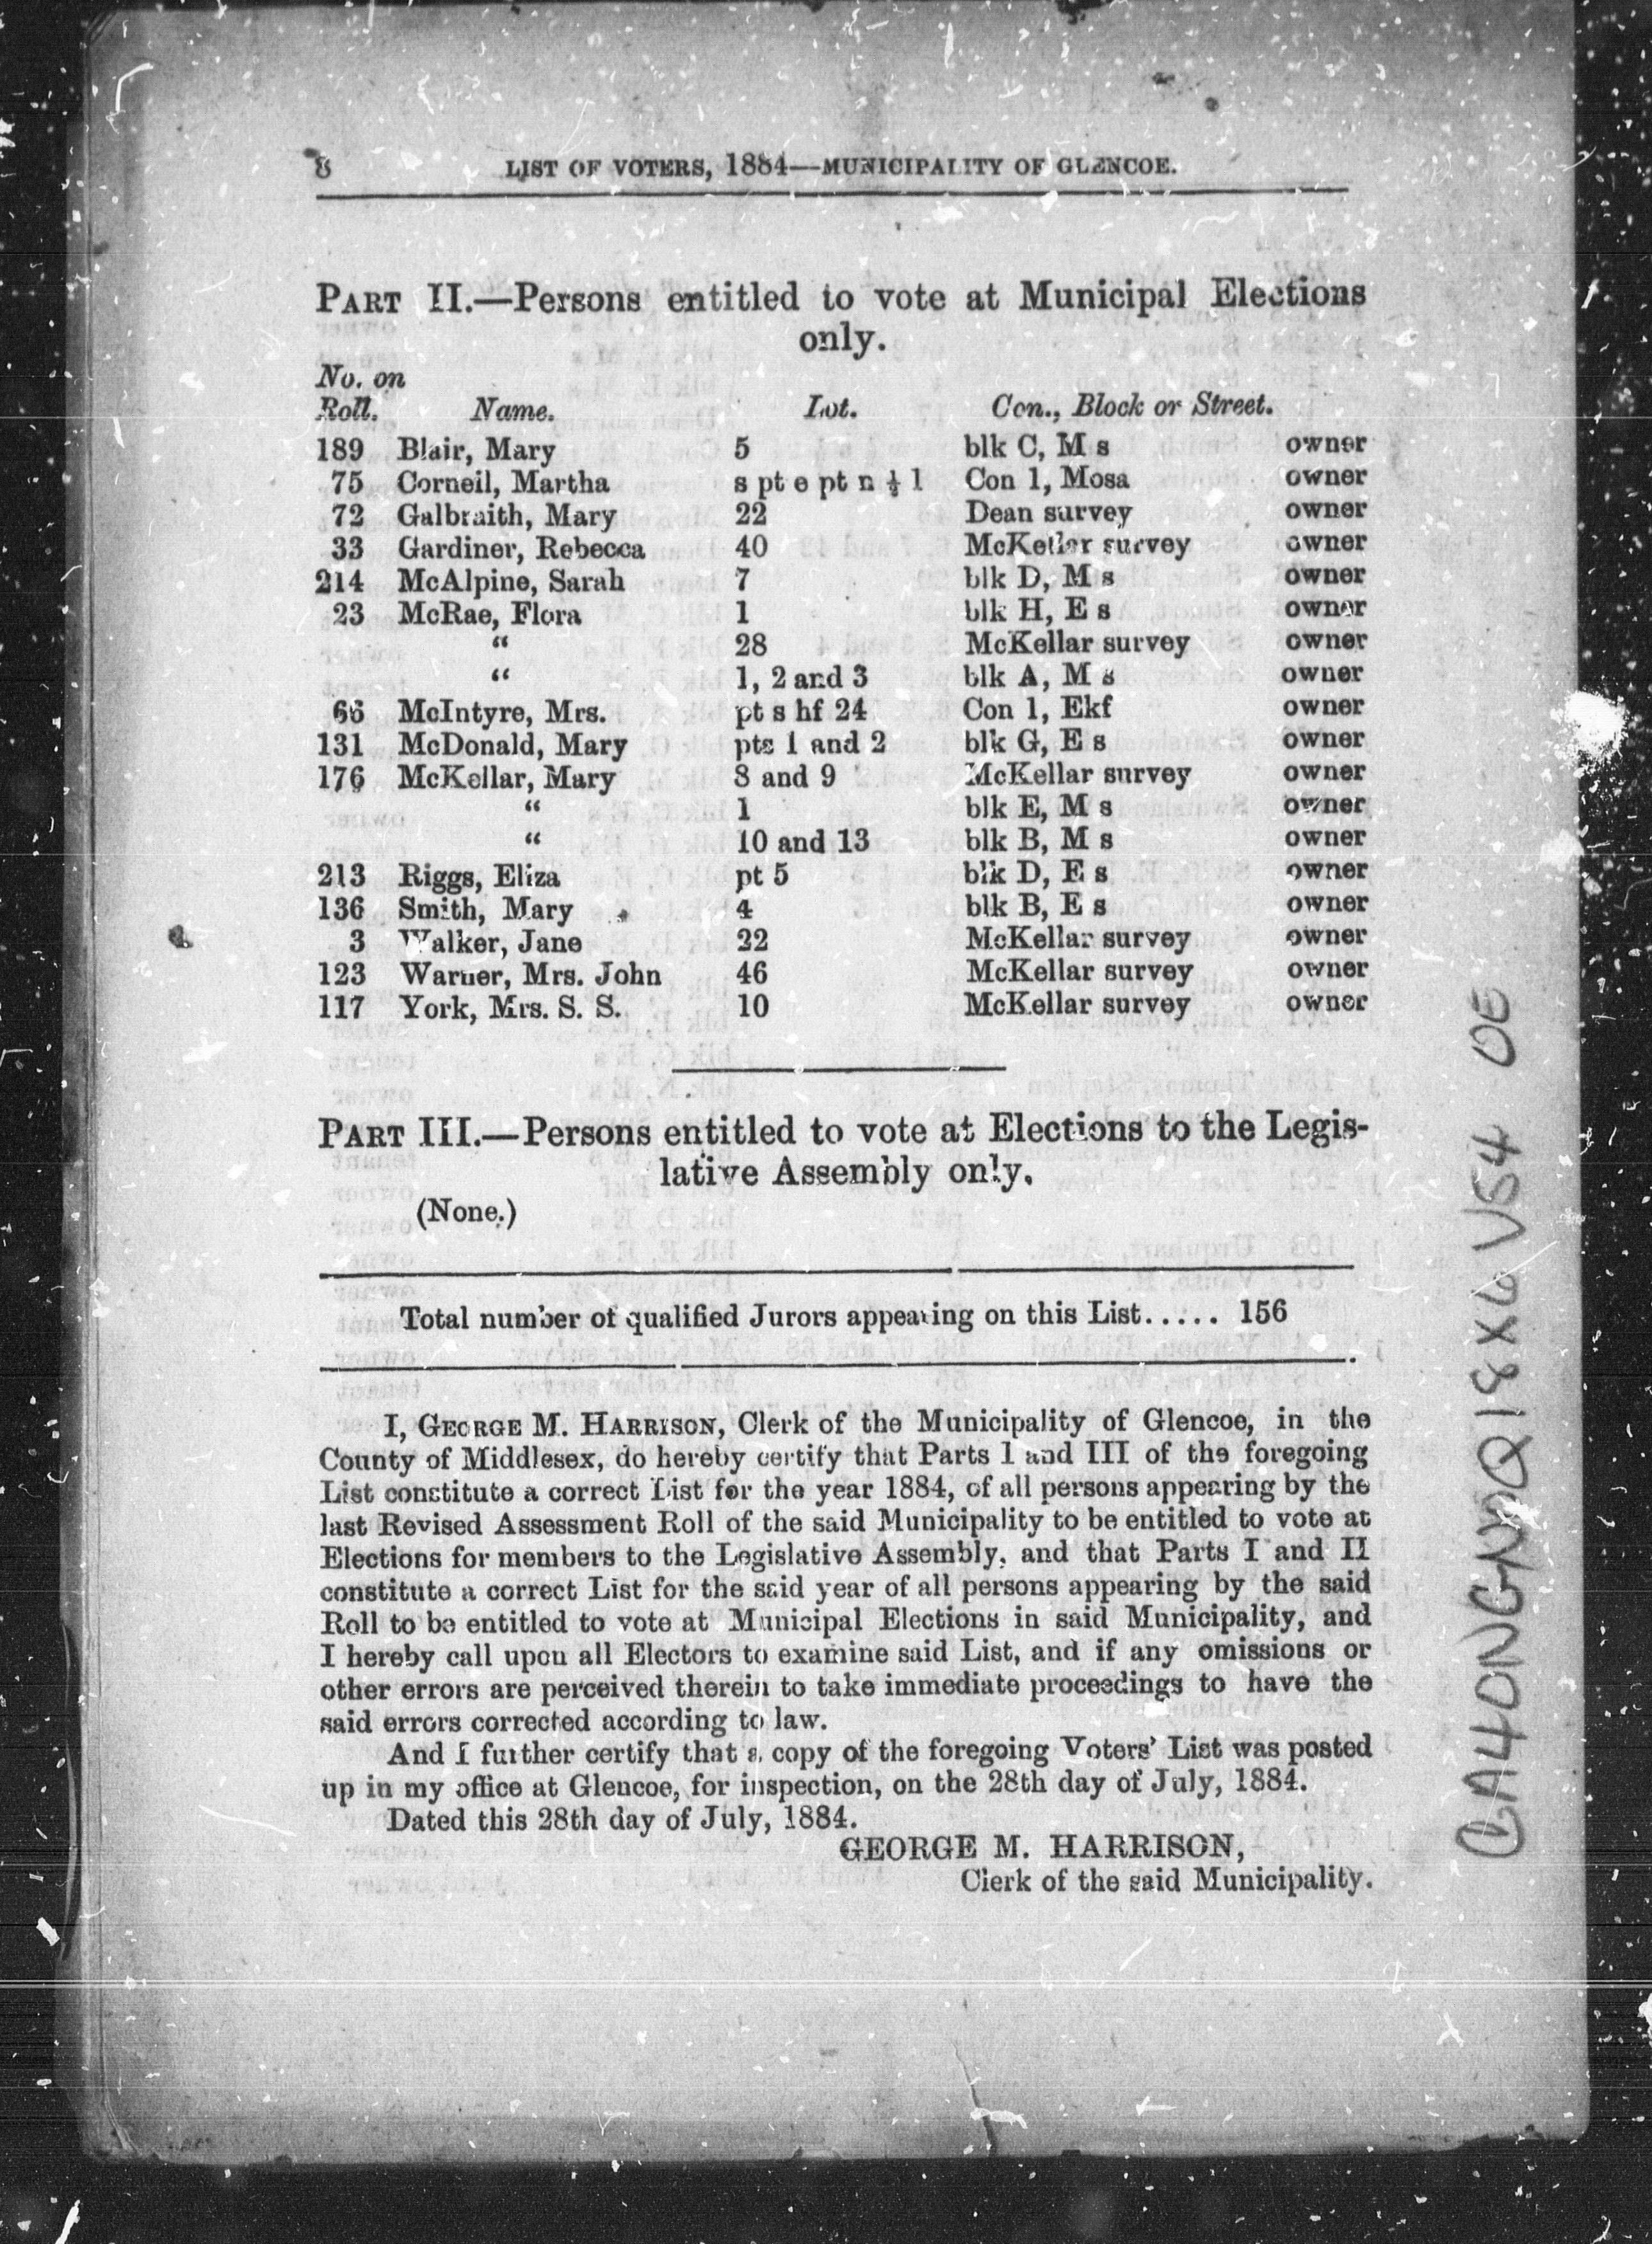 8 LIST OF VOTERS, 1884—MUNICIPALITY OF GLENCOE.
PART II.—Persons entitled to vote at Municipal Elections
only.
No. on
Roll. Name. Lot. Con., Block or Street.
189 Blair, Mary 5 blk C, M s owner
75 Corneil, Martha s pt e pt n ½ 1 Con 1, Mosa owner
72 Galbraith, Mary 22 Dean survey owner
33 Gardiner, Rebecca 40 McKellar survey owner
214 McAlpine, Sarah 7 blk D, M s owner
23 McRae, Flora 1 blk H, E s owner
“ 28 McKellar survey owner
“ 1, 2 and 3 blk A, M s owner
66 McIntyre, Mrs. pt s hf 24 Con 1, Ekf owner
131 McDonald, Mary pts 1 and 2 blk G, E s owner
176 McKellar, Mary 8 and 9 McKellar survey owner
“ 1 blk E, M s owner
“ 10 and 13 blk B, M s owner
213 Riggs, Eliza pt 5 blk D, E s owner
136 Smith, Mary 4 blk B, E s owner
3 Walker, Jane 22 McKellar survey owner
123 Warner, Mrs. John 46 McKellar survey owner
117 York, Mrs. S. S. 10 McKellar survey owner
PART III.—Persons entitled to vote at Elections to the Legis-
lative Assembly only.
(None.)
Total number of qualified Jurors appearing on this List..... 156
I, GEORGE M. HARRISON, Clerk of the Municipality of Glencoe, in the
County of Middlesex, do hereby certify that Parts I and III of the foregoing
List constitute a correct List for the year 1884, of all persons appearing by the
last Revised Assessment Roll of the said Municipality to be entitled to vote at
Elections for members to the Legislative Assembly, and that Parts I and II
constitute a correct List for the said year of all persons appearing by the said
Roll to be entitled to vote at Municipal Elections in said Municipality, and
I hereby call upon all Electors to examine said List, and if any omissions or
other errors are perceived therein to take immediate proceedings to have the
said errors corrected according to law.
And I further certify that a copy of the foregoing Voters’ List was posted
up in my office at Glencoe, for inspection, on the 28th day of July, 1884.
Dated this 28th day of July, 1884.
GEORGE M. HARRISON,
Clerk of the said Municipality.